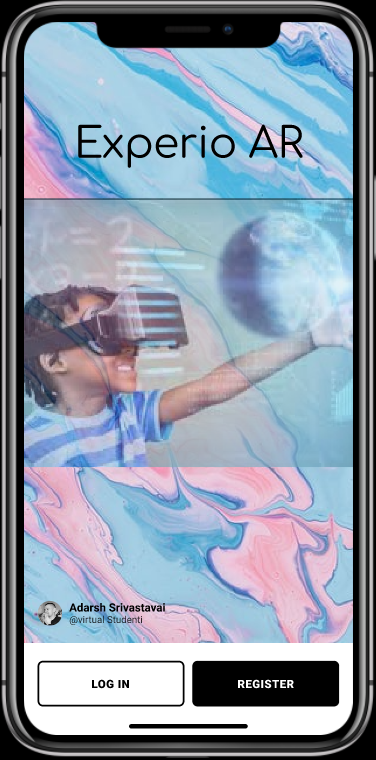 Experio AR
Adarsh Srivastavai
@virtual Studenti
LOG IN
REGISTER